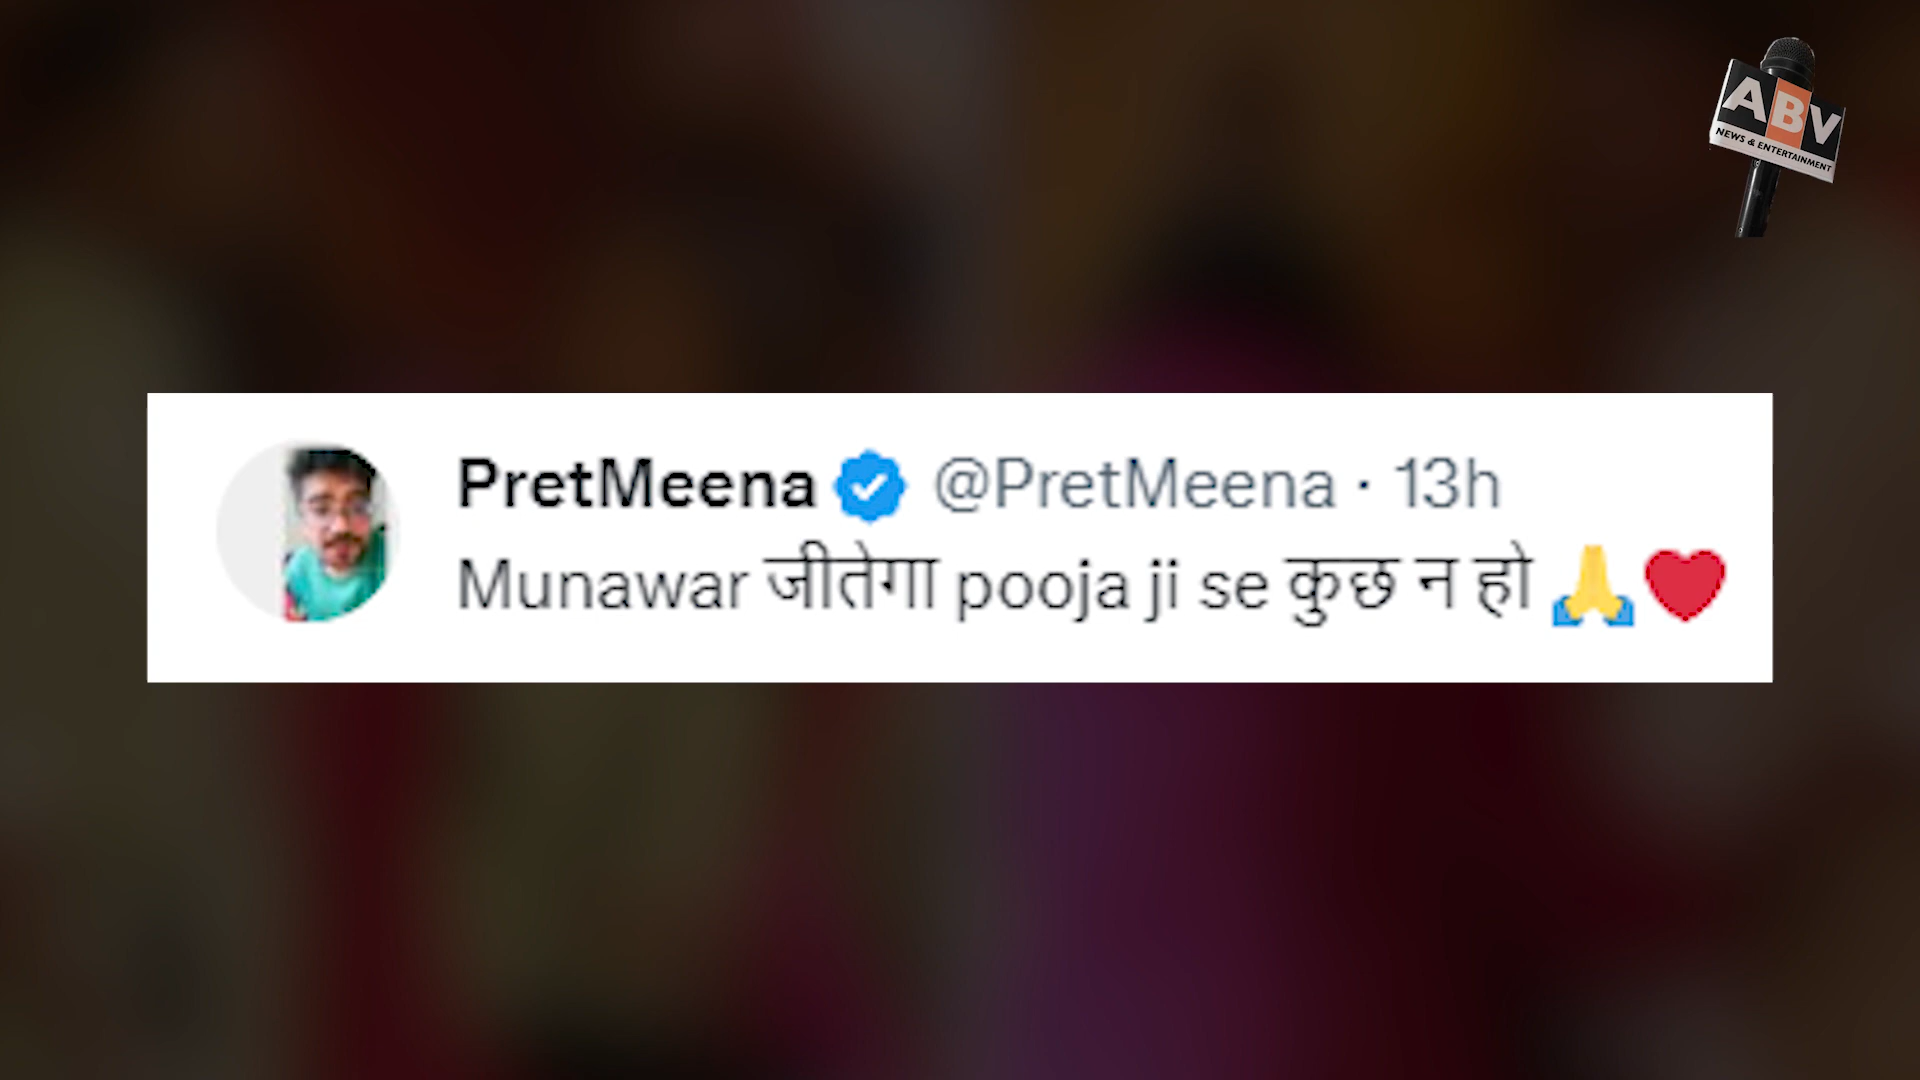 ABV
NEWS & ENTERTAINMENT
PretMeena @PretMeena · 13h
Munawar जीतेगा pooja ji se कुछ न हो 🙏❤️